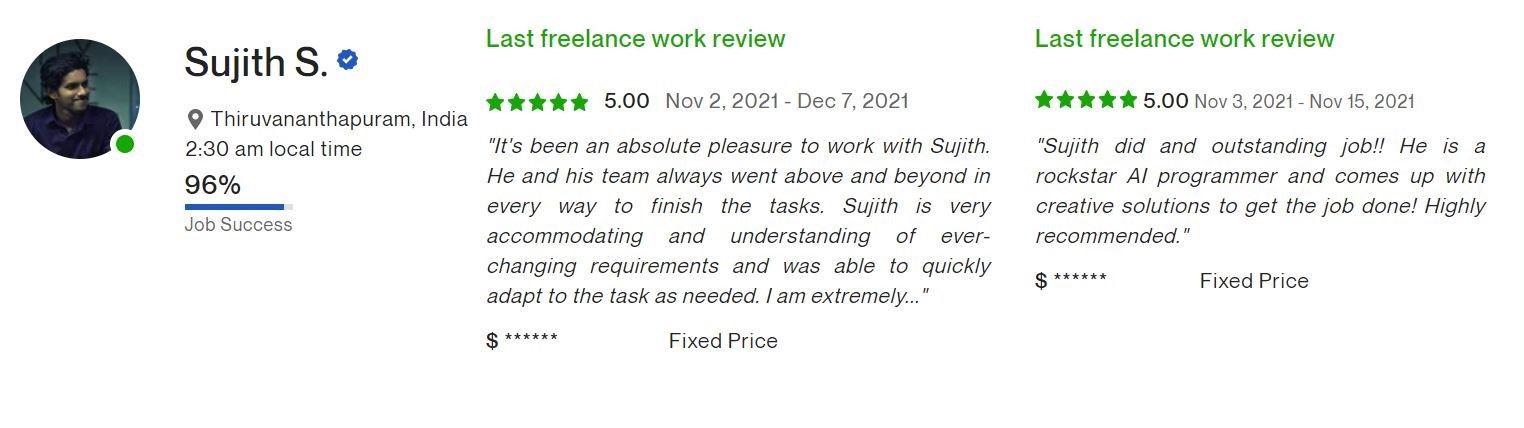 Sujith S.
Thiruvananthapuram, India
2:30 am local time
96%
Job Success
Last freelance work review
5.00 Nov 2, 2021 - Dec 7, 2021
"It's been an absolute pleasure to work with Sujith.
He and his team always went above and beyond in
every way to finish the tasks. Sujith is very
accommodating and understanding of ever-
changing requirements and was able to quickly
adapt to the task as needed. I am extremely..."
$ ****** Fixed Price
Last freelance work review
5.00 Nov 3, 2021 - Nov 15, 2021
"Sujith did and outstanding job!! He is a
rockstar AI programmer and comes up with
creative solutions to get the job done! Highly
recommended."
$ ****** Fixed Price